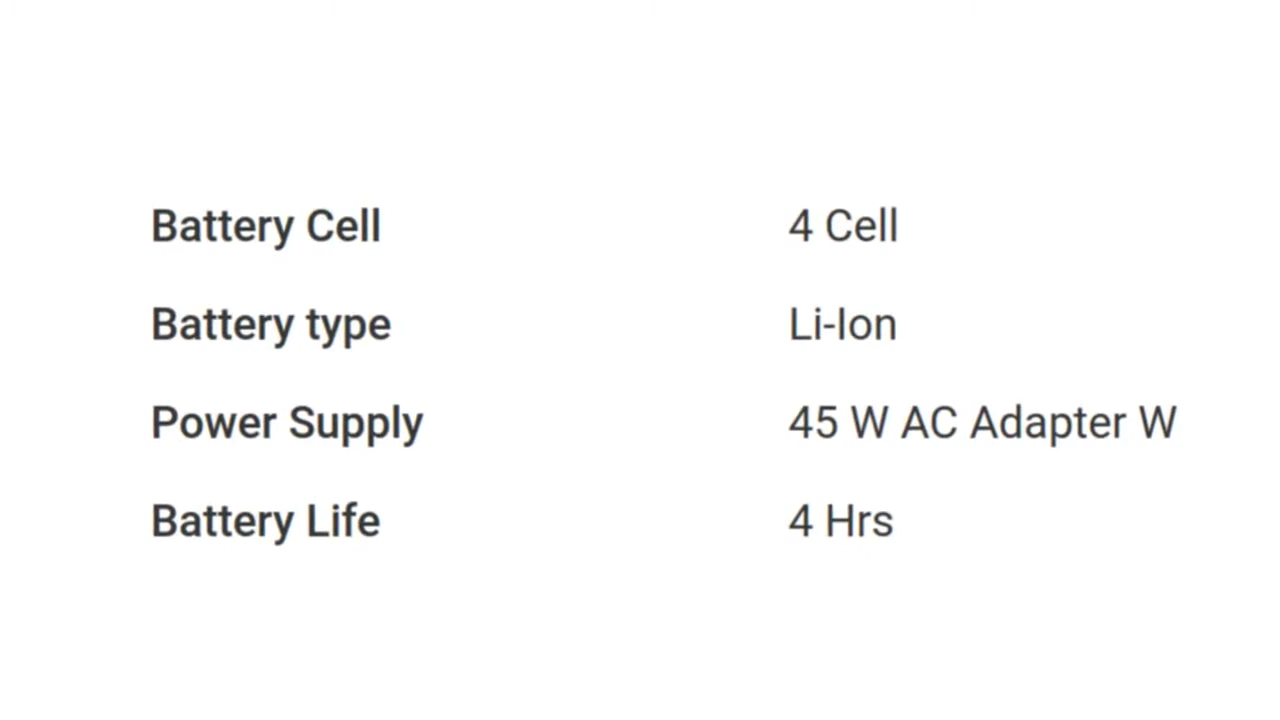 Battery Cell 4 Cell
Battery type Li-Ion
Power Supply 45 W AC Adapter W
Battery Life 4 Hrs